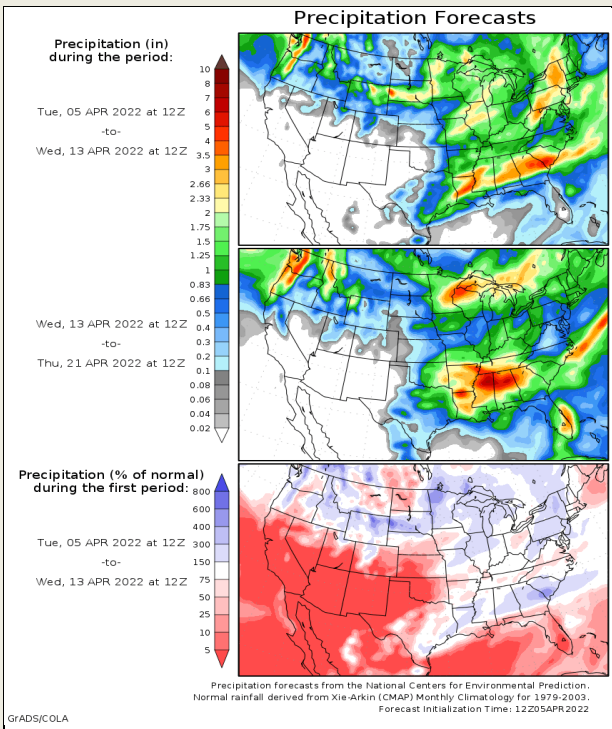 Precipitation Forecasts
Precipitation (in)
during the period:
Tue, 05 APR 2022 at 12Z
-to-
Wed, 13 APR 2022 at 12Z
10
8
7
6
5
4
3.5
3
2.66
2.33
2
1.75
1.5
1.25
1
0.83
0.66
0.5
0.4
0.3
0.2
0.1
0.08
0.06
0.04
0.02
Wed, 13 APR 2022 at 12Z
-to-
Thu, 21 APR 2022 at 12Z
Precipitation (% of normal)
during the first period:
Tue, 05 APR 2022 at 12Z
-to-
Wed, 13 APR 2022 at 12Z
800
600
400
300
150
75
50
25
10
5
Precipitation forecasts from the National Centers for Environmental Prediction.
Normal rainfall derived from Xie-Arkin (CMAP) Monthly Climatology for 1979-2003.
Forecast Initialization Time: 12Z05APR2022
GrADS/COLA